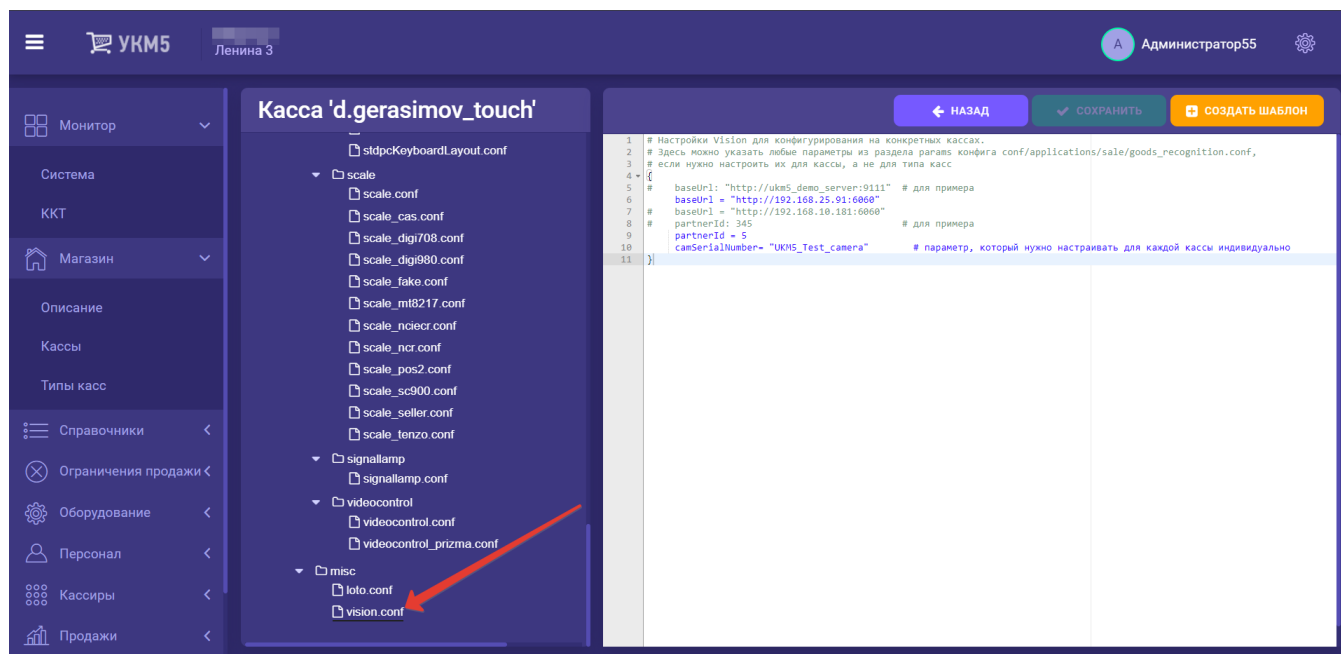 УКМ5
Ленина 3
А
Администратор55
Монитор
Система
ККТ
Магазин
Описание
Кассы
Типы касс
Справочники
Ограничения продажи
Оборудование
Персонал
Кассиры
Продажи
Касса 'd.gerasimov_touch'
stdpcKeyboardLayout.conf
scale
scale.conf
scale_cas.conf
scale_digi708.conf
scale_digi980.conf
scale_fake.conf
scale_mt8217.conf
scale_nciecr.conf
scale_ncr.conf
scale_pos2.conf
scale_sc900.conf
scale_seller.conf
scale_tenzo.conf
signallamp
signallamp.conf
videocontrol
videocontrol.conf
videocontrol_prizma.conf
misc
loto.conf
vision.conf
НАЗАД
СОХРАНИТЬ
СОЗДАТЬ ШАБЛОН
1 # Настройки Vision для конфигурирования на конкретных кассах.
2 # Здесь можно указать любые параметры из раздела params конфига conf/applications/sale/goods_recognition.conf,
3 # если нужно настроить их для кассы, а не для типа касс
4 {
5 # baseUrl: "http://ukm5_demo_server:9111" # для примера
6 baseUrl = "http://192.168.25.91:6060"
7 # baseUrl = "http://192.168.10.181:6060"
8 # partnerId: 345 # для примера
9 partnerId = 5
10 camSerialNumber= "UKM5_Test_camera" # параметр, который нужно настраивать для каждой кассы индивидуально
11 }